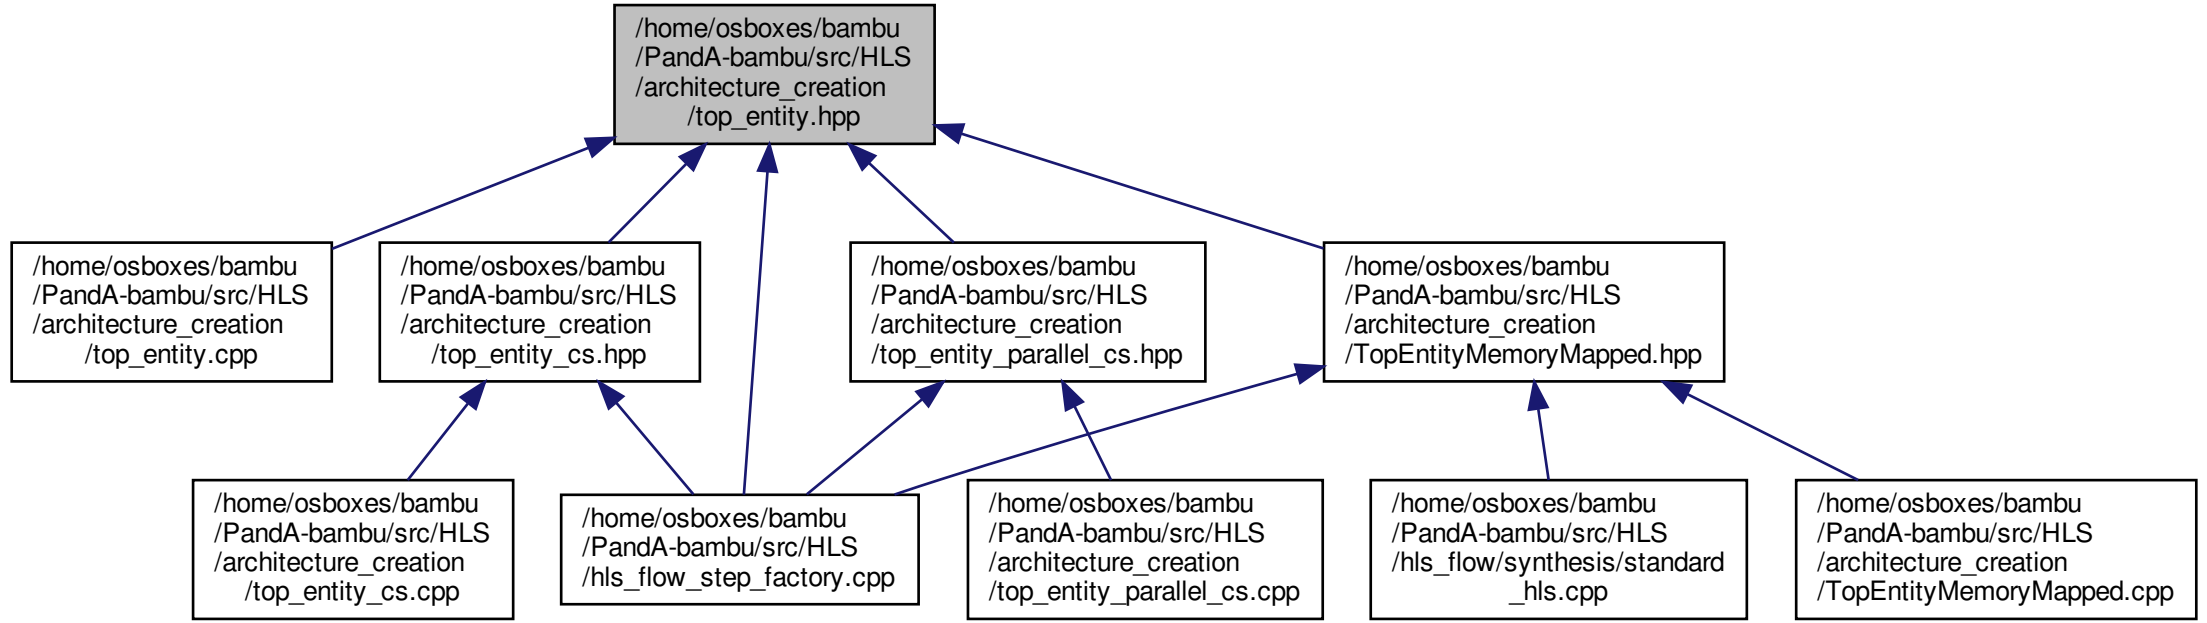 /home/osboxes/bambu
/PandA-bambu/src/HLS
/architecture_creation
/top_entity.hpp
/home/osboxes/bambu
/PandA-bambu/src/HLS
/architecture_creation
/top_entity.cpp
/home/osboxes/bambu
/PandA-bambu/src/HLS
/architecture_creation
/top_entity_cs.hpp
/home/osboxes/bambu
/PandA-bambu/src/HLS
/architecture_creation
/top_entity_parallel_cs.hpp
/home/osboxes/bambu
/PandA-bambu/src/HLS
/architecture_creation
/TopEntityMemoryMapped.hpp
/home/osboxes/bambu
/PandA-bambu/src/HLS
/architecture_creation
/top_entity_cs.cpp
/home/osboxes/bambu
/PandA-bambu/src/HLS
/hls_flow_step_factory.cpp
/home/osboxes/bambu
/PandA-bambu/src/HLS
/architecture_creation
/top_entity_parallel_cs.cpp
/home/osboxes/bambu
/PandA-bambu/src/HLS
/hls_flow/synthesis/standard
_hls.cpp
/home/osboxes/bambu
/PandA-bambu/src/HLS
/architecture_creation
/TopEntityMemoryMapped.cpp